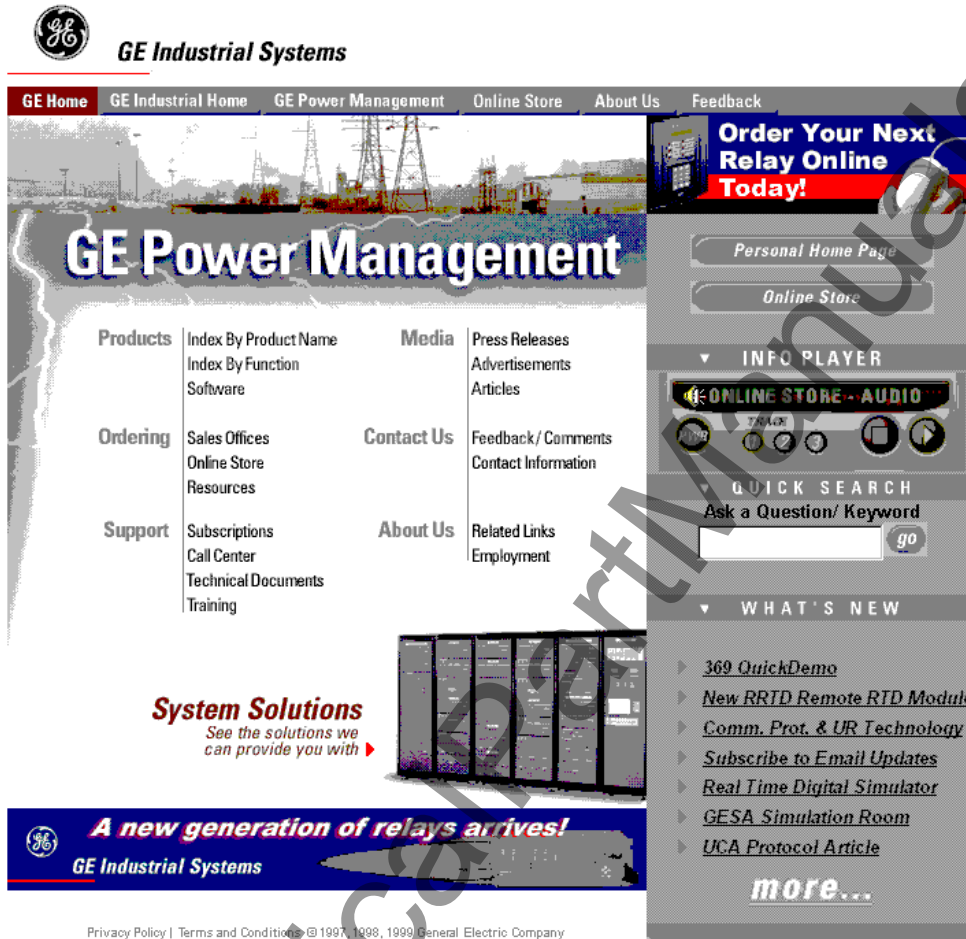 GE Industrial Systems
GE Home GE Industrial Home GE Power Management Online Store About Us Feedback
Order Your Next
Relay Online
Today!
GE Power Management
Personal Home Page
Online Store
Products
Index By Product Name
Index By Function
Software
Media
Press Releases
Advertisements
Articles
Ordering
Sales Offices
Online Store
Resources
Contact Us
Feedback / Comments
Contact Information
Support
Subscriptions
Call Center
Technical Documents
Training
About Us
Related Links
Employment
INFO PLAYER
ONLINE STORE - AUDIO
TRACK
1 2 3
QUICK SEARCH
Ask a Question/ Keyword
go
WHAT'S NEW
369 QuickDemo
New RRTD Remote RTD Module
Comm. Prot. & UR Technology
Subscribe to Email Updates
Real Time Digital Simulator
GESA Simulation Room
UCA Protocol Article
more...
System Solutions
See the solutions we
can provide you with
A new generation of relays arrives!
GE Industrial Systems
Privacy Policy | Terms and Conditions © 1997, 1998, 1999 General Electric Company